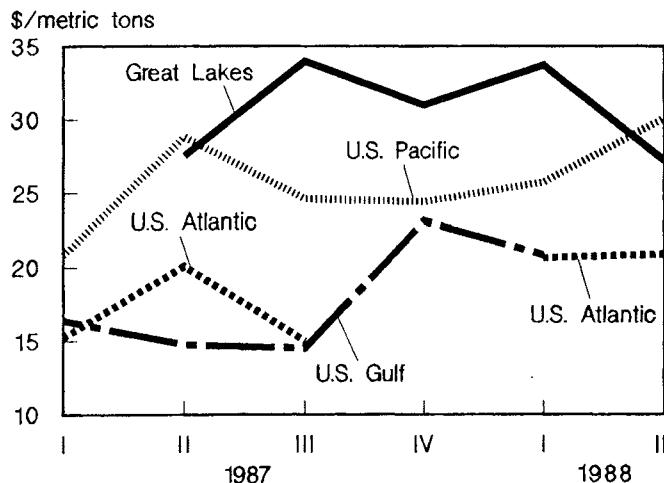 $/metric tons
35
Great Lakes
30
U.S. Pacific
25
U.S. Atlantic
20
U.S. Atlantic
15
U.S. Gulf
10
I II III IV I II
1987 1988